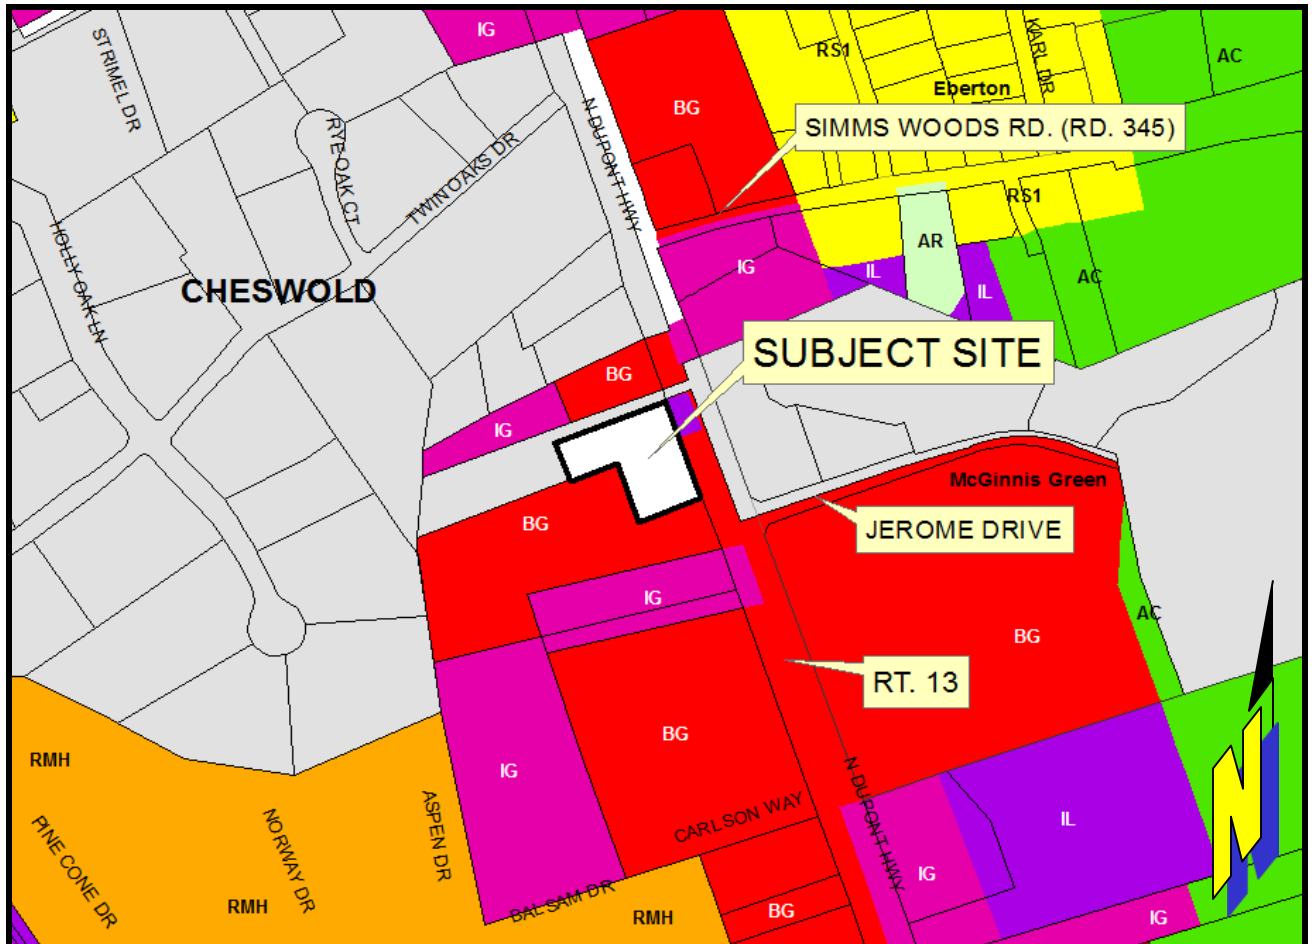 IG
STRIMEL DR
BG
RS1
KARL DR
AC
Eberton
SIMMS WOODS RD. (RD. 345)
N DUPONT HWY
RYE OAK CT
TWIN OAKS DR
RS1
HOLLY OAK LN
AR
IG
IL
IL
AC
CHESWOLD
SUBJECT SITE
BG
IG
McGinnis Green
BG
JEROME DRIVE
IG
AC
BG
RT. 13
BG
RMH
IG
N DUPONT HWY
ASPEN DR
NORWAY DR
PINE CONE DR
CARLSON WAY
IL
IG
BALSAM DR
RMH
RMH
BG
IG
N